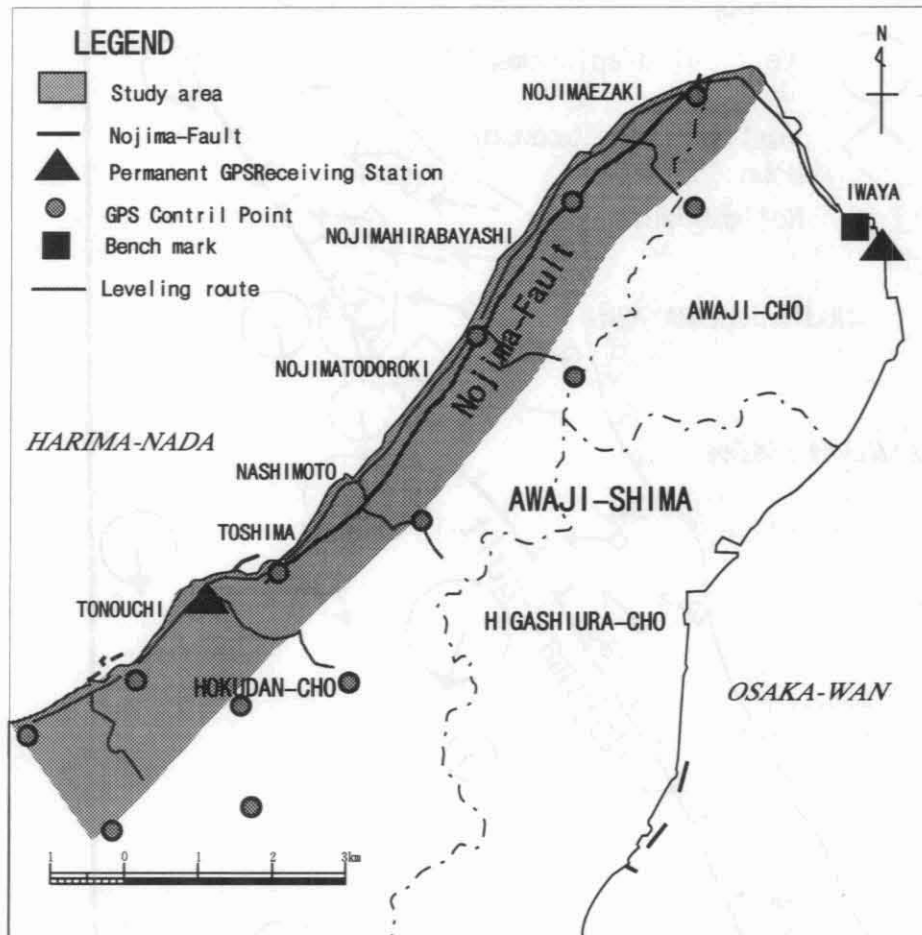 LEGEND
Study area
Nojima-Fault
Permanent GPSReceiving Station
GPS Contril Point
Bench mark
Leveling route
N
NOJIMAEZAKI
IWAYA
NOJIMAHIRABAYASHI
AWAJI-CHO
Nojima-Fault
NOJIMATODOROKI
HARIMA-NADA
NASHIMOTO
AWAJI-SHIMA
TOSHIMA
TONOUCHI
HIGASHIURA-CHO
HOKUDAN-CHO
OSAKA-WAN
1 0 1 2 3km